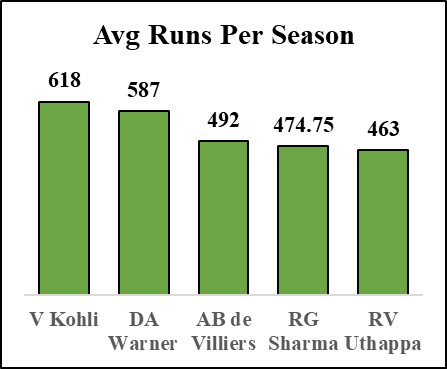 Avg Runs Per Season
618
587
492
474.75
463
V Kohli
DA
Warner
AB de
Villiers
RG
Sharma
RV
Uthappa